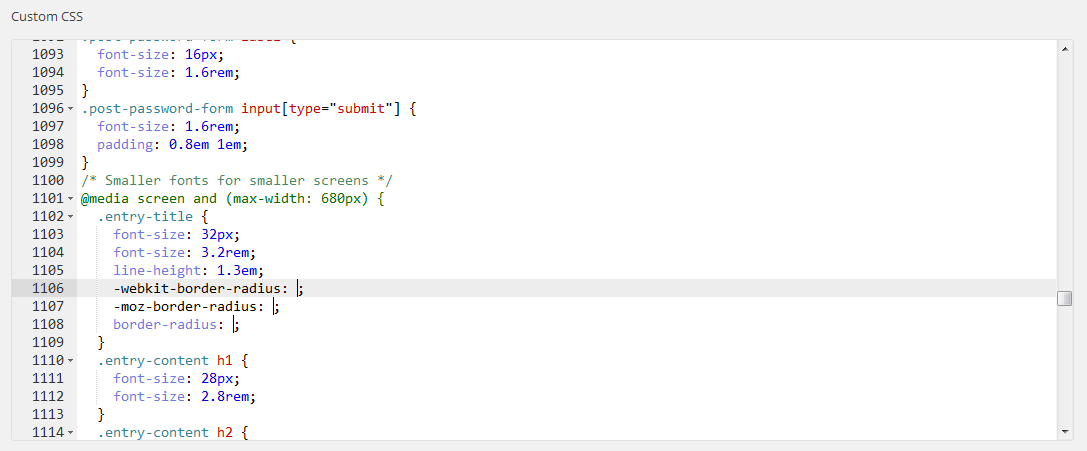 Custom CSS
1093 font-size: 16px;
1094 font-size: 1.6rem;
1095 }
1096 .post-password-form input[type="submit"] {
1097 font-size: 1.6rem;
1098 padding: 0.8em 1em;
1099 }
1100 /* Smaller fonts for smaller screens */
1101 @media screen and (max-width: 680px) {
1102 .entry-title {
1103 font-size: 32px;
1104 font-size: 3.2rem;
1105 line-height: 1.3em;
1106 -webkit-border-radius: ;
1107 -moz-border-radius: ;
1108 border-radius: ;
1109 }
1110 .entry-content h1 {
1111 font-size: 28px;
1112 font-size: 2.8rem;
1113 }
1114 .entry-content h2 {